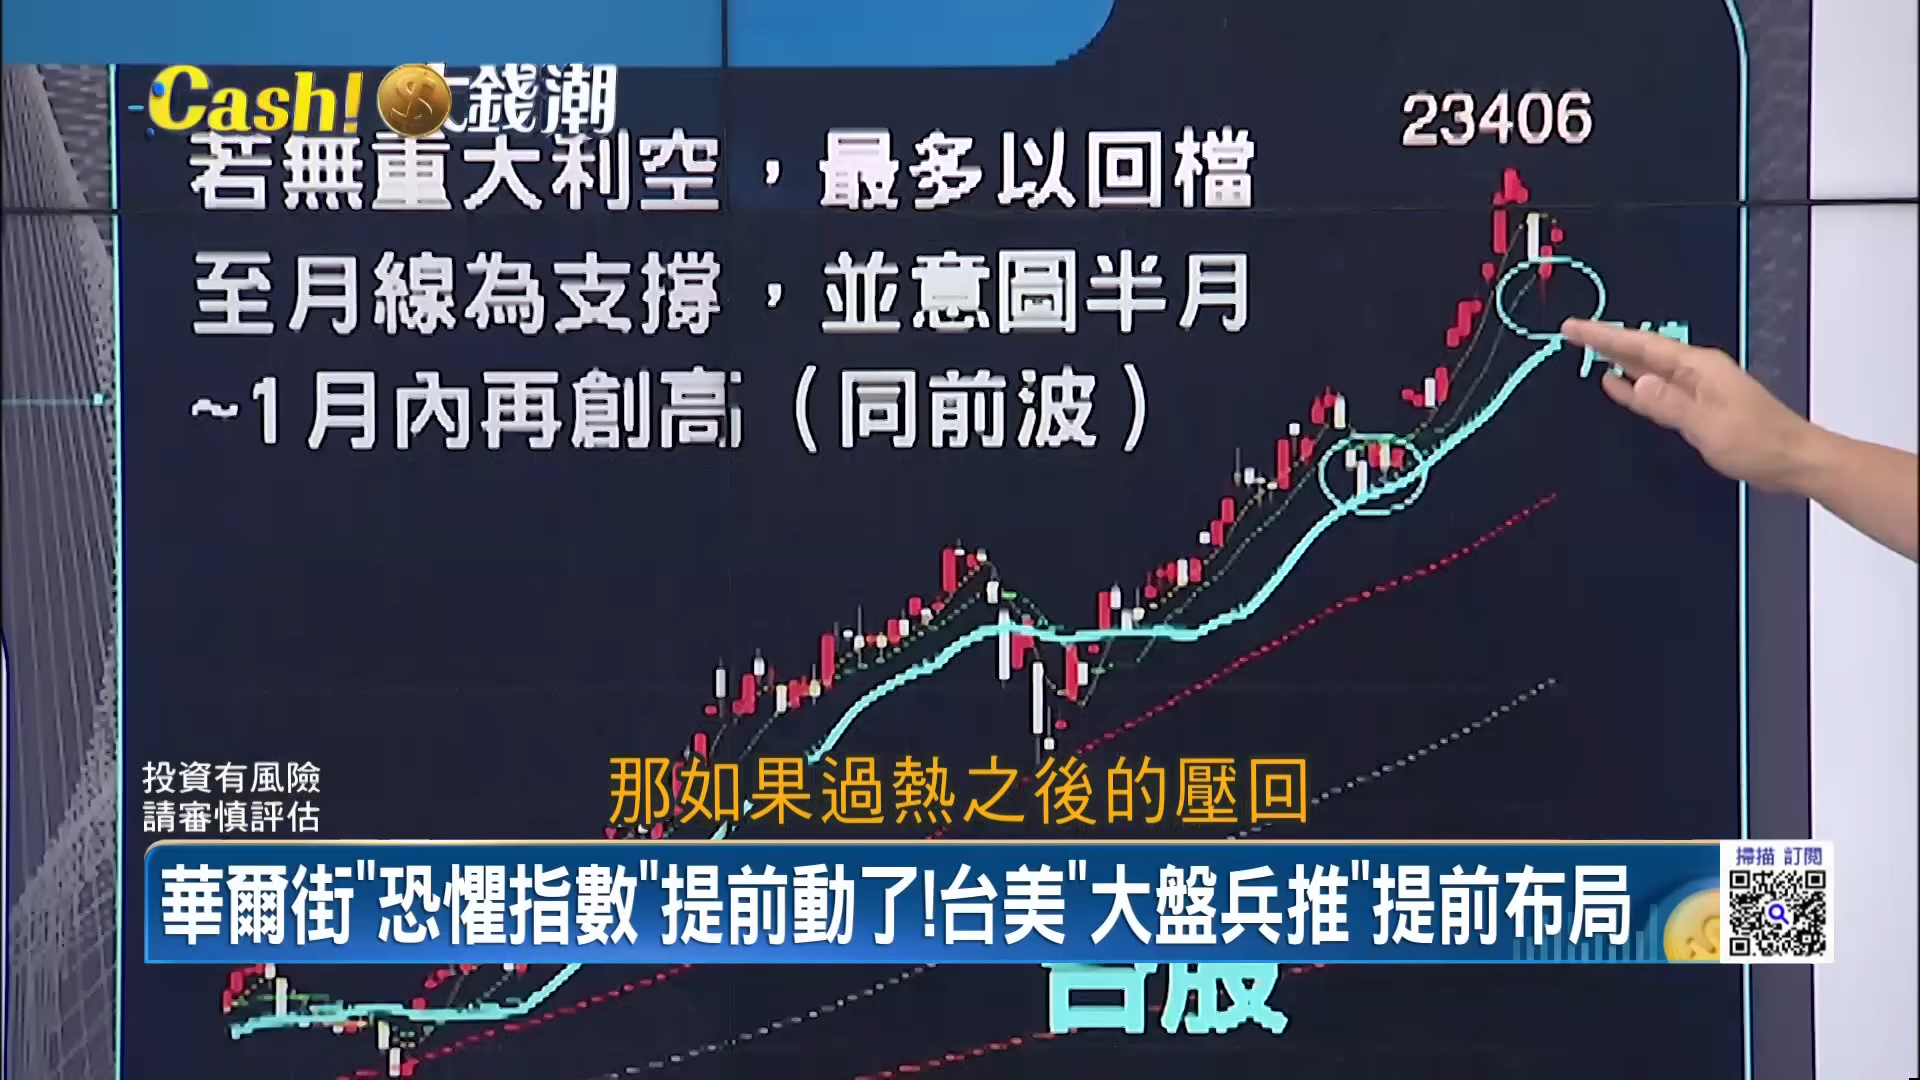 Cash!大錢潮
23406
若無重大利空，最多以回檔
至月線為支撐，並意圖半月
~1月內再創高（同前波）
投資有風險
請審慎評估
那如果過熱之後的壓回
掃描 訂閱
華爾街"恐懼指數"提前動了!台美"大盤兵推"提前布局
台股